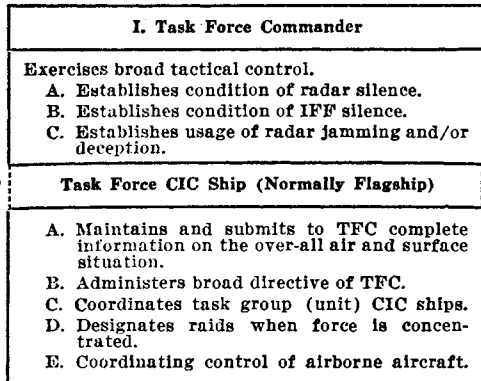 I. Task Force Commander
Exercises broad tactical control.
A. Establishes condition of radar silence.
B. Establishes condition of IFF silence.
C. Establishes usage of radar jamming and/or
deception.
Task Force CIC Ship (Normally Flagship)
A. Maintains and submits to TFC complete
information on the over-all air and surface
situation.
B. Administers broad directive of TFC.
C. Coordinates task group (unit) CIC ships.
D. Designates raids when force is concen-
trated.
E. Coordinating control of airborne aircraft.